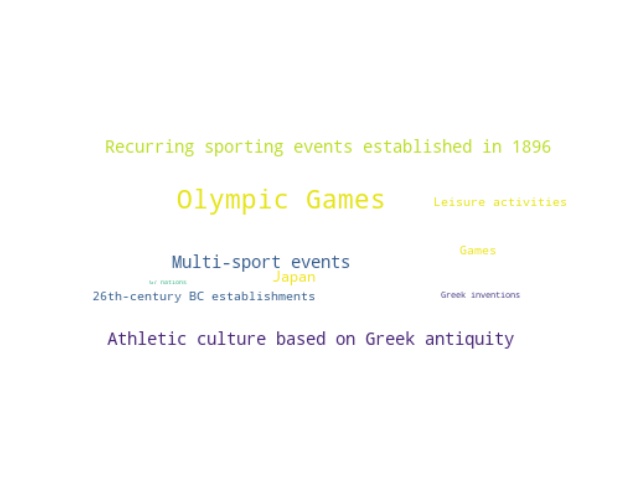 Recurring sporting events established in 1896
Olympic Games
Leisure activities
Games
Multi-sport events
Japan
nations
26th-century BC establishments
Greek inventions
Athletic culture based on Greek antiquity